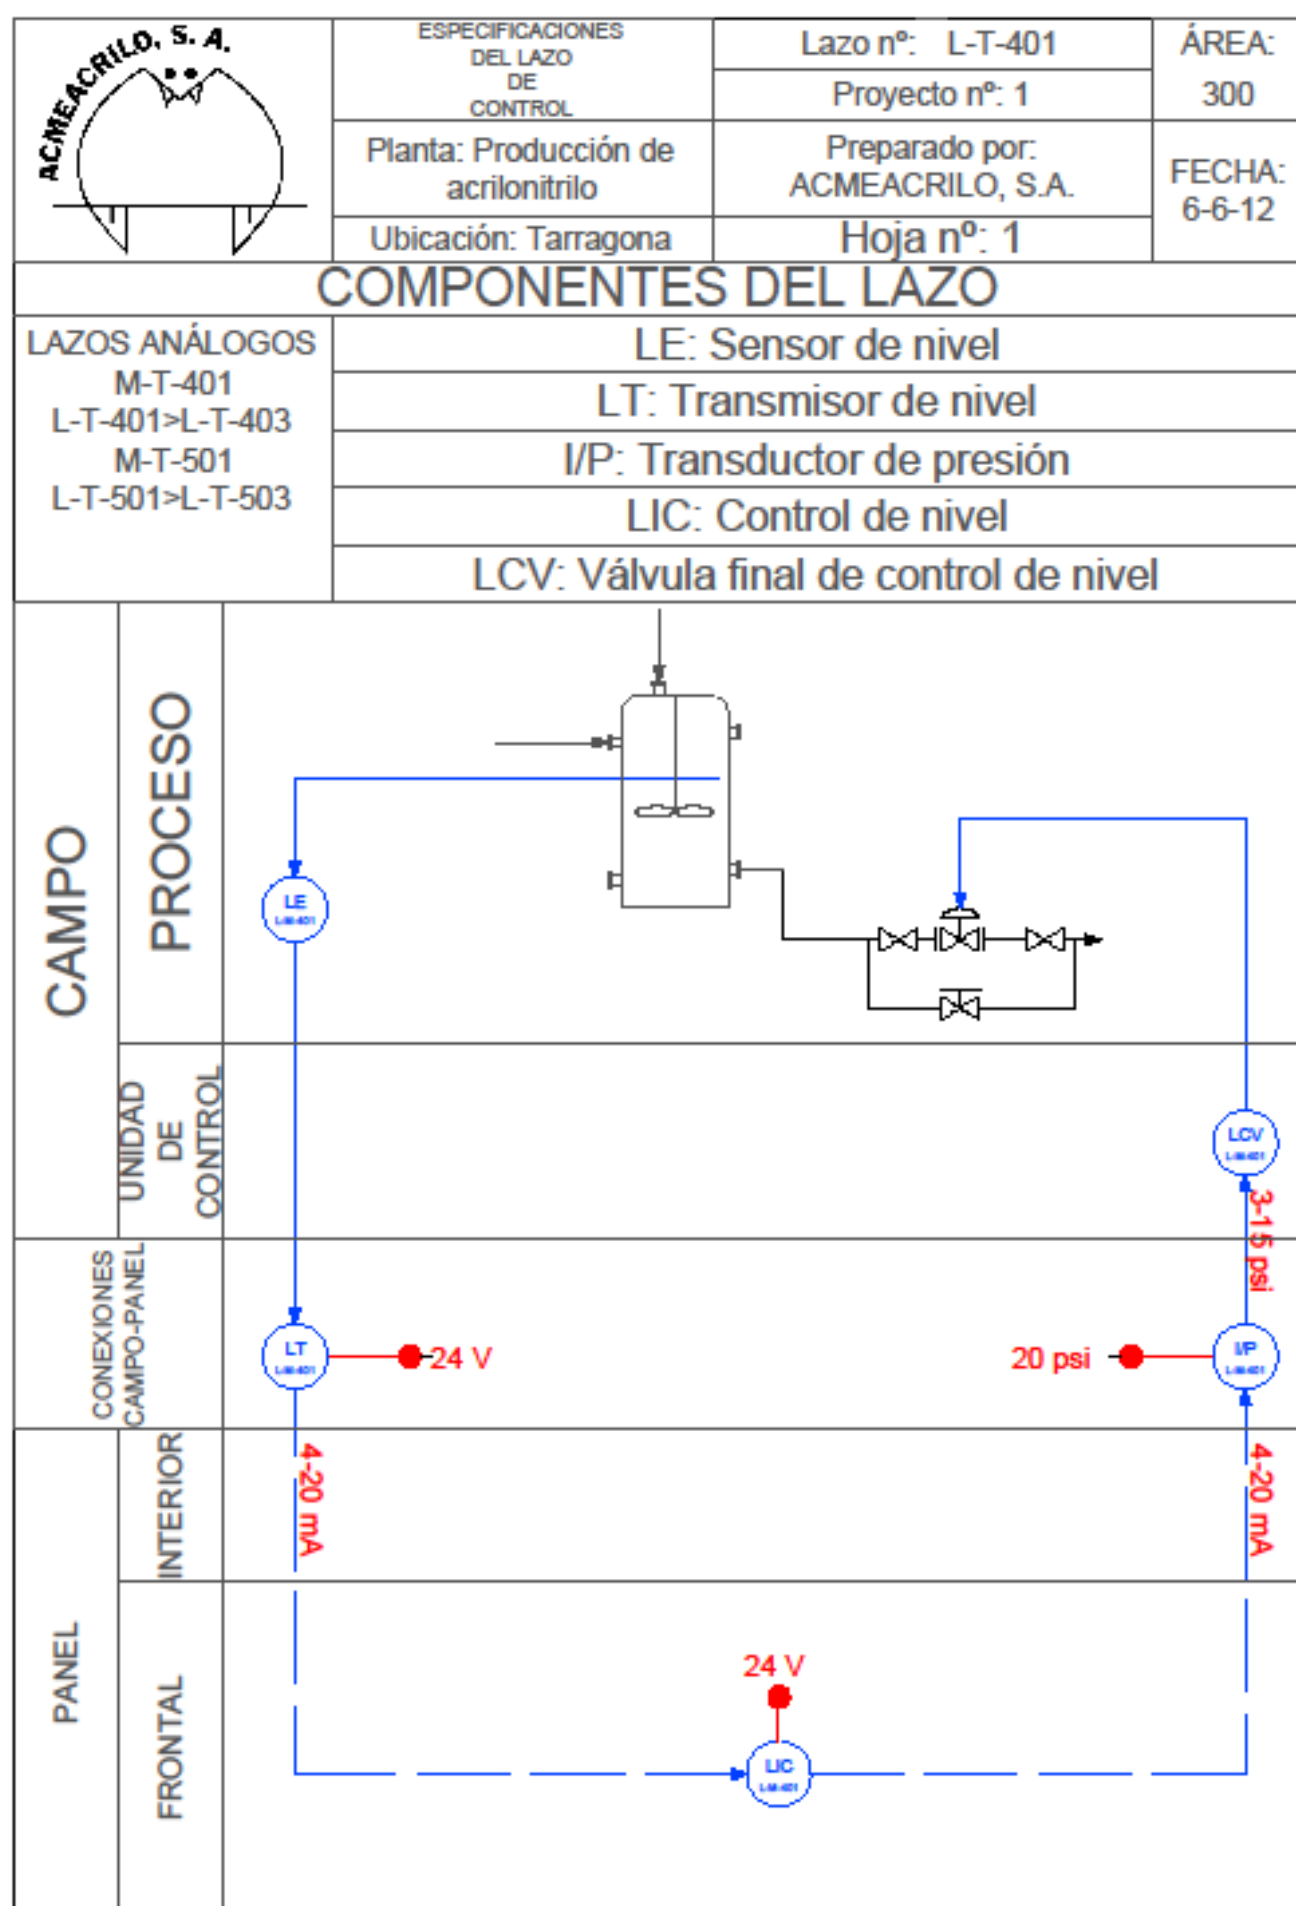 ACMEACRILO, S. A.
ESPECIFICACIONES
DEL LAZO
DE
CONTROL
Lazo nº: L-T-401
ÁREA:
300
Proyecto nº: 1
Planta: Producción de
acrilonitrilo
Preparado por:
ACMEACRILO, S.A.
FECHA:
6-6-12
Ubicación: Tarragona
Hoja nº: 1
COMPONENTES DEL LAZO
LAZOS ANÁLOGOS
M-T-401
L-T-401>L-T-403
M-T-501
L-T-501>L-T-503
LE: Sensor de nivel
LT: Transmisor de nivel
I/P: Transductor de presión
LIC: Control de nivel
LCV: Válvula final de control de nivel
CAMPO
PROCESO
LE
UNIDAD
DE
CONTROL
LCV
3-15 psi
CONEXIONES
CAMPO-PANEL
LT
24 V
20 psi
I/P
PANEL
INTERIOR
4-20 mA
4-20 mA
FRONTAL
24 V
LIC